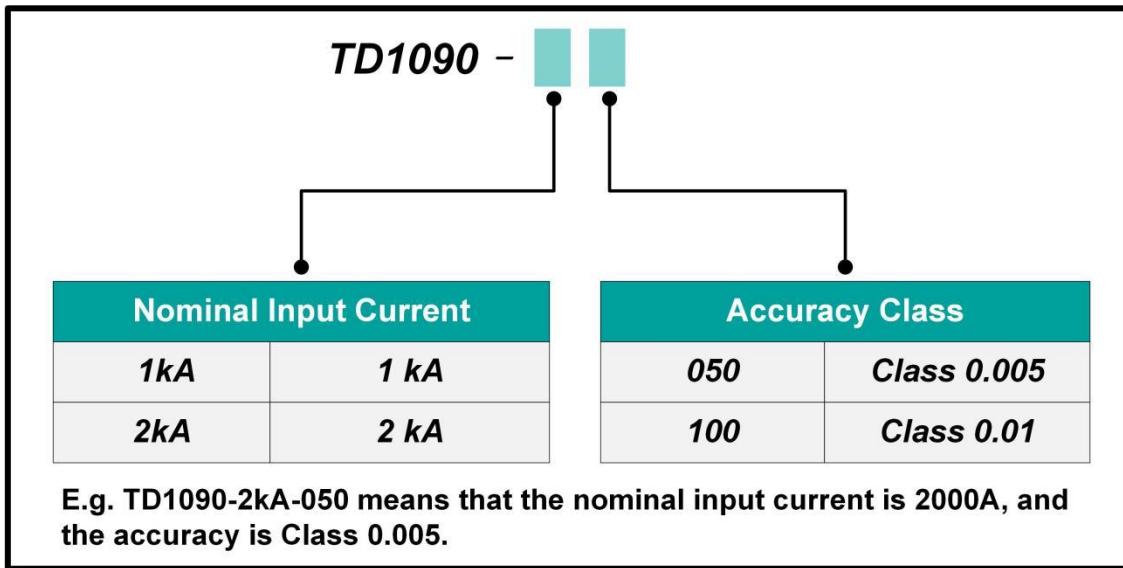 TD1090 –
Nominal Input Current
1kA 1 kA
2kA 2 kA
Accuracy Class
050 Class 0.005
100 Class 0.01
E.g. TD1090-2kA-050 means that the nominal input current is 2000A, and
the accuracy is Class 0.005.